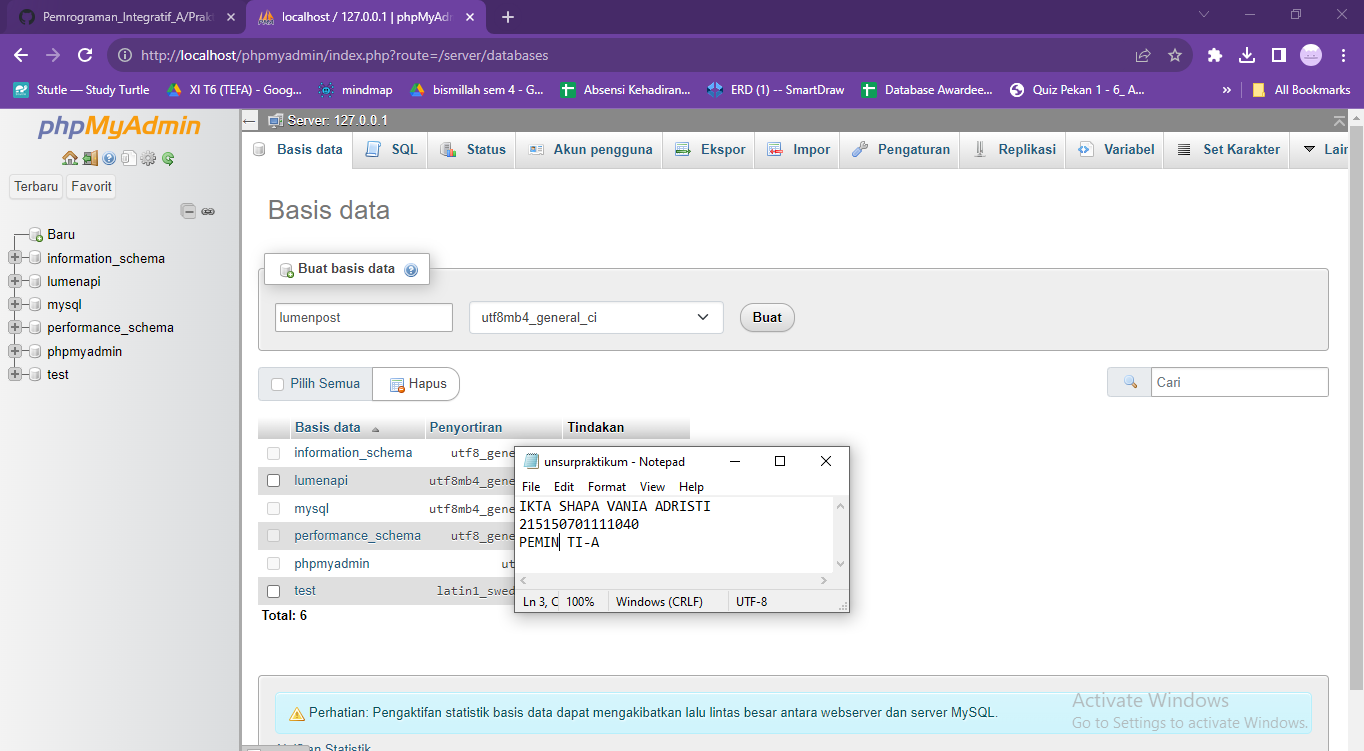 Pemrograman_Integratif_A/Prak
localhost / 127.0.0.1 | phpMyAdr
http://localhost/phpmyadmin/index.php?route=/server/databases
Stutle — Study Turtle
XI T6 (TEFA) - Goog...
mindmap
bismillah sem 4 - G...
Absensi Kehadiran...
ERD (1) -- SmartDraw
Database Awardee...
Quiz Pekan 1 - 6_ A...
»
All Bookmarks
phpMyAdmin
Terbaru
Favorit
Baru
information_schema
lumenapi
mysql
performance_schema
phpmyadmin
test
Server: 127.0.0.1
Basis data
SQL
Status
Akun pengguna
Ekspor
Impor
Pengaturan
Replikasi
Variabel
Set Karakter
Lain
Basis data
Buat basis data
lumenpost
utf8mb4_general_ci
Buat
Pilih Semua
Hapus
Cari
Basis data
Penyortiran
Tindakan
information_schema
utf8_gene
lumenapi
utf8mb4_gene
mysql
utf8mb4_gene
performance_schema
utf8_gene
phpmyadmin
ut
test
latin1_swed
Total: 6
unsurpraktikum - Notepad
File
Edit
Format
View
Help
IKTA SHAPA VANIA ADRISTI
215150701111040
PEMIN TI-A
Ln 3, C
100%
Windows (CRLF)
UTF-8
Perhatian: Pengaktifan statistik basis data dapat mengakibatkan lalu lintas besar antara webserver dan server MySQL.
Activate Windows
Go to Settings to activate Windows.
Statistik